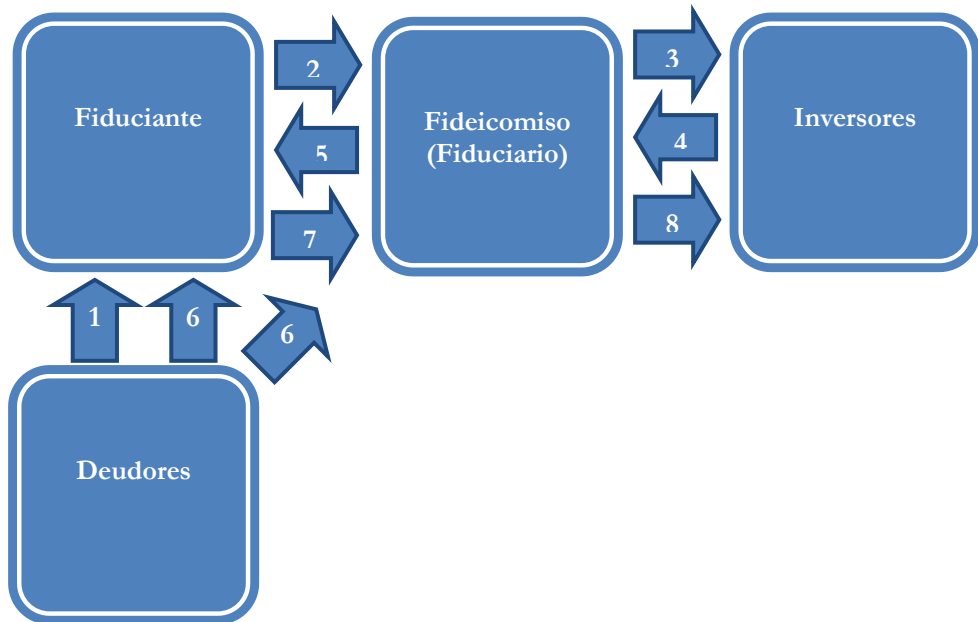 Fiduciante
2
5
7
Fideicomiso
(Fiduciario)
3
4
8
Inversores
1
6
6
Deudores